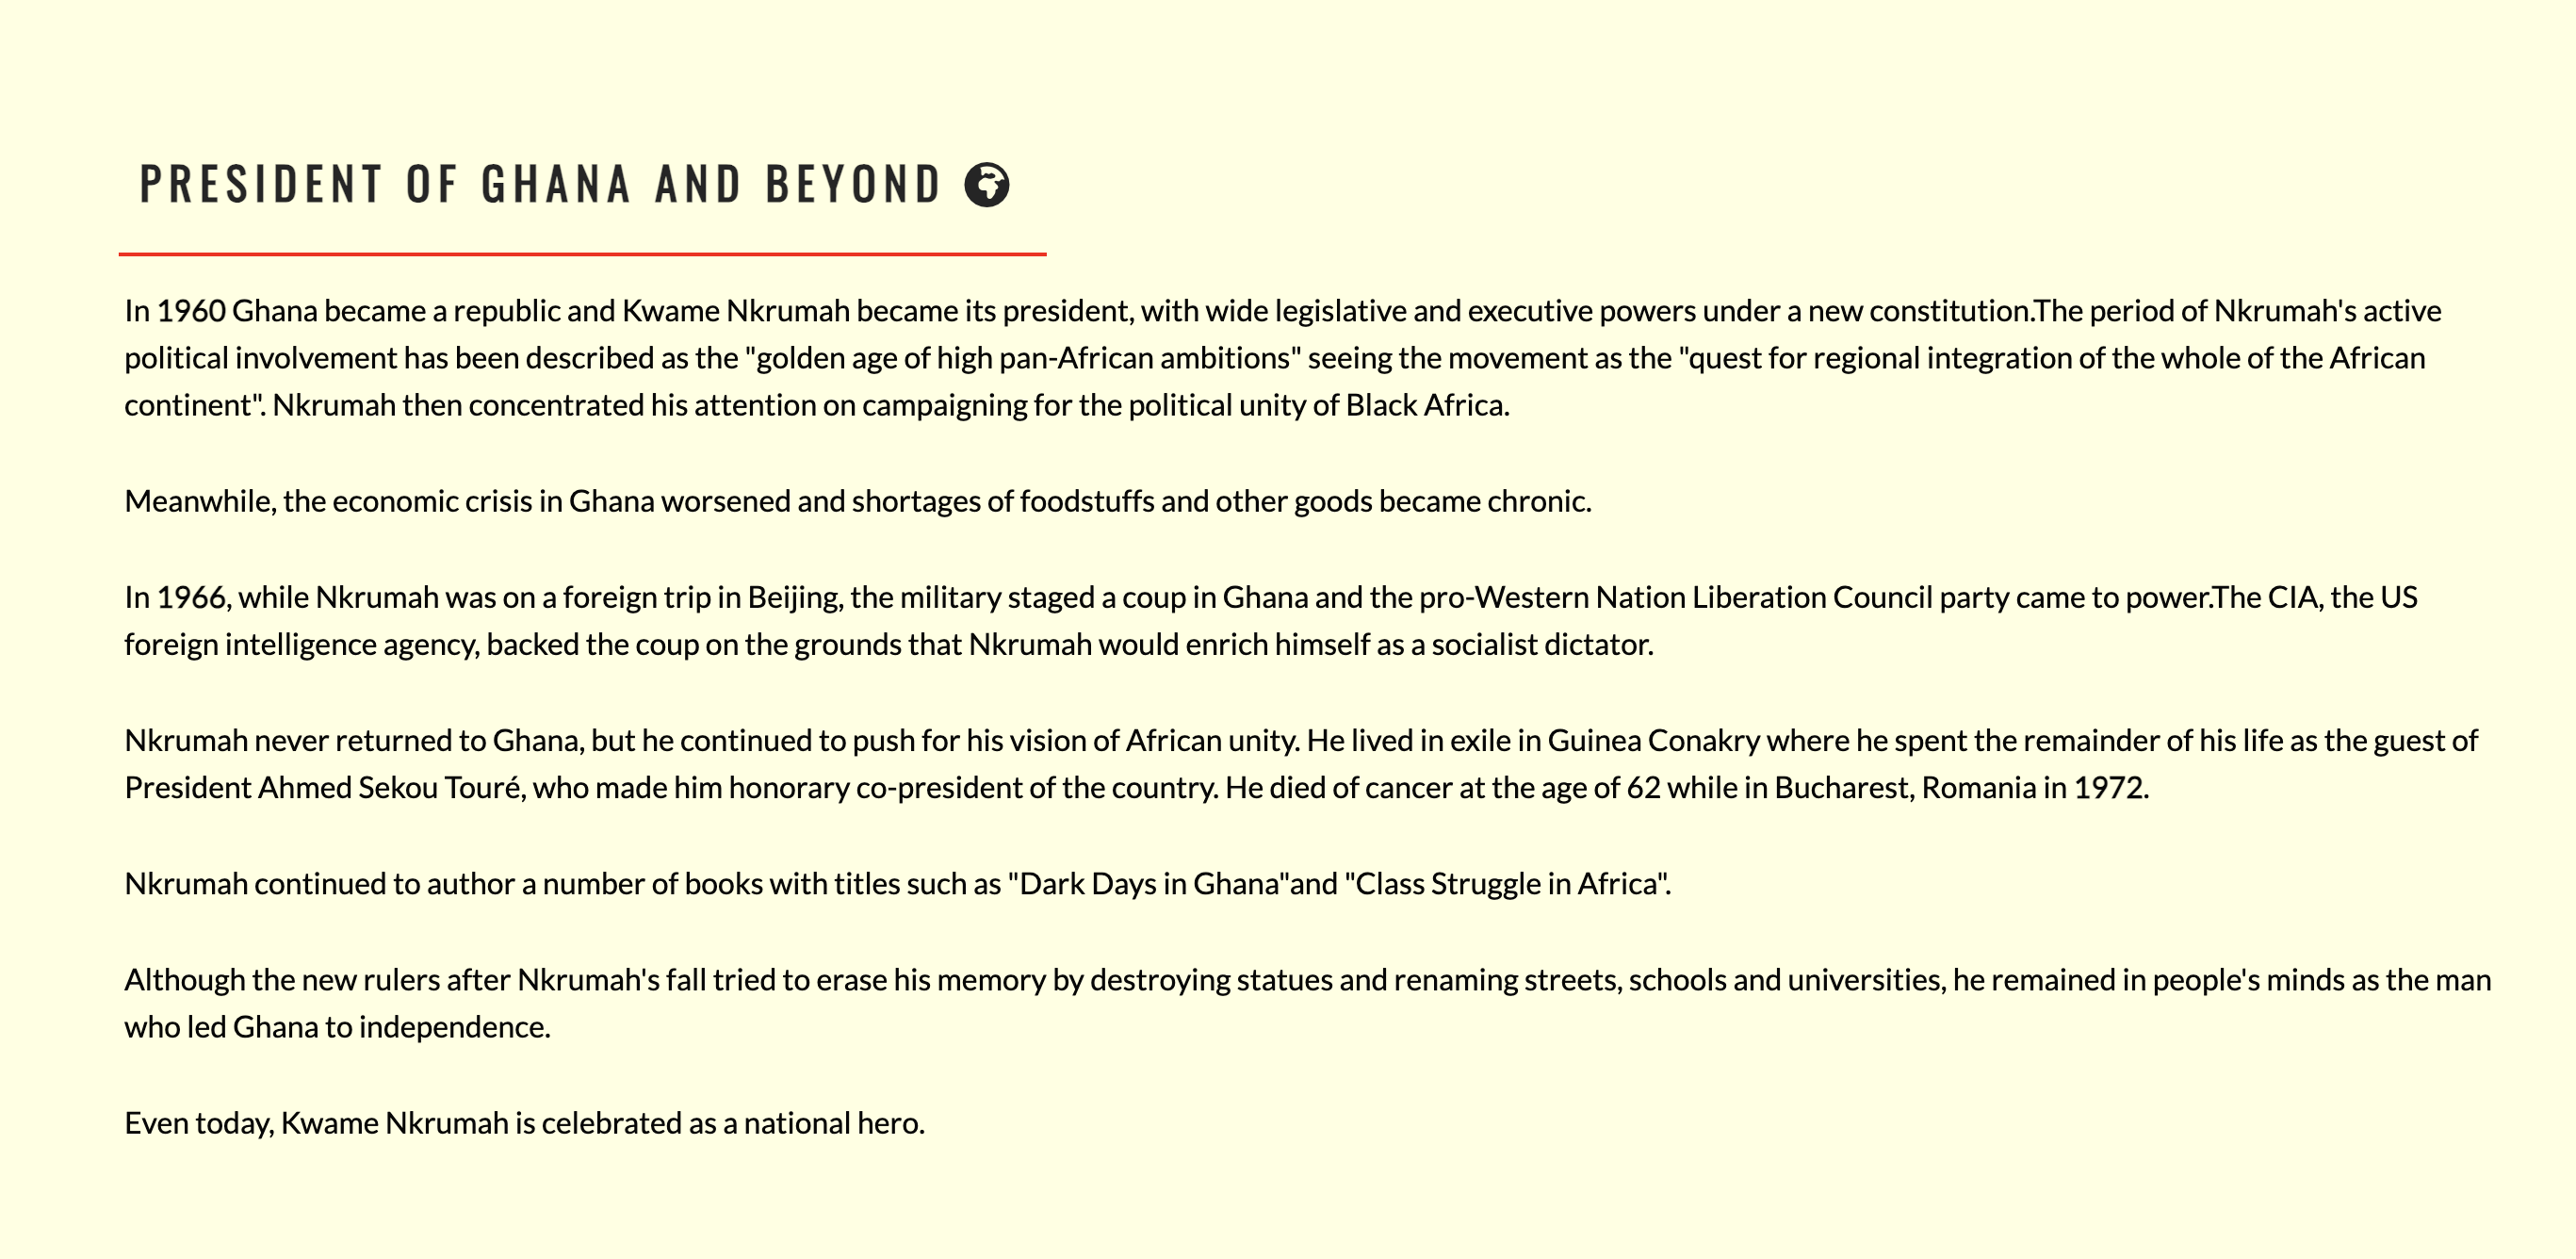 PRESIDENT OF GHANA AND BEYOND
In 1960 Ghana became a republic and Kwame Nkrumah became its president, with wide legislative and executive powers under a new constitution.The period of Nkrumah's active
political involvement has been described as the "golden age of high pan-African ambitions" seeing the movement as the "quest for regional integration of the whole of the African
continent". Nkrumah then concentrated his attention on campaigning for the political unity of Black Africa.
Meanwhile, the economic crisis in Ghana worsened and shortages of foodstuffs and other goods became chronic.
In 1966, while Nkrumah was on a foreign trip in Beijing, the military staged a coup in Ghana and the pro-Western Nation Liberation Council party came to power.The CIA, the US
foreign intelligence agency, backed the coup on the grounds that Nkrumah would enrich himself as a socialist dictator.
Nkrumah never returned to Ghana, but he continued to push for his vision of African unity. He lived in exile in Guinea Conakry where he spent the remainder of his life as the guest of
President Ahmed Sekou Touré, who made him honorary co-president of the country. He died of cancer at the age of 62 while in Bucharest, Romania in 1972.
Nkrumah continued to author a number of books with titles such as "Dark Days in Ghana"and "Class Struggle in Africa".
Although the new rulers after Nkrumah's fall tried to erase his memory by destroying statues and renaming streets, schools and universities, he remained in people's minds as the man
who led Ghana to independence.
Even today, Kwame Nkrumah is celebrated as a national hero.